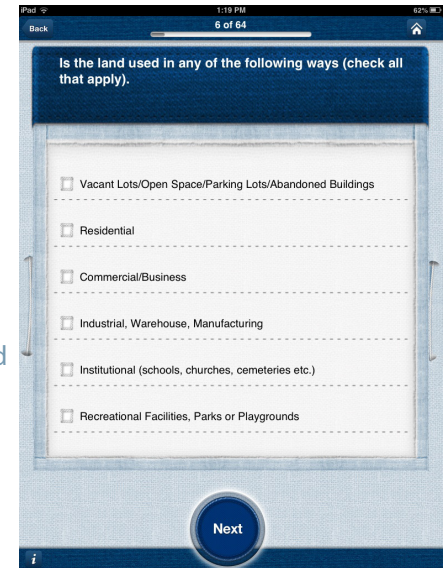 iPad 1:19 PM 62%
Back 6 of 64
Is the land used in any of the following ways (check all
that apply).
Vacant Lots/Open Space/Parking Lots/Abandoned Buildings
Residential
Commercial/Business
Industrial, Warehouse, Manufacturing
d
Institutional (schools, churches, cemeteries etc.)
Recreational Facilities, Parks or Playgrounds
Next
i